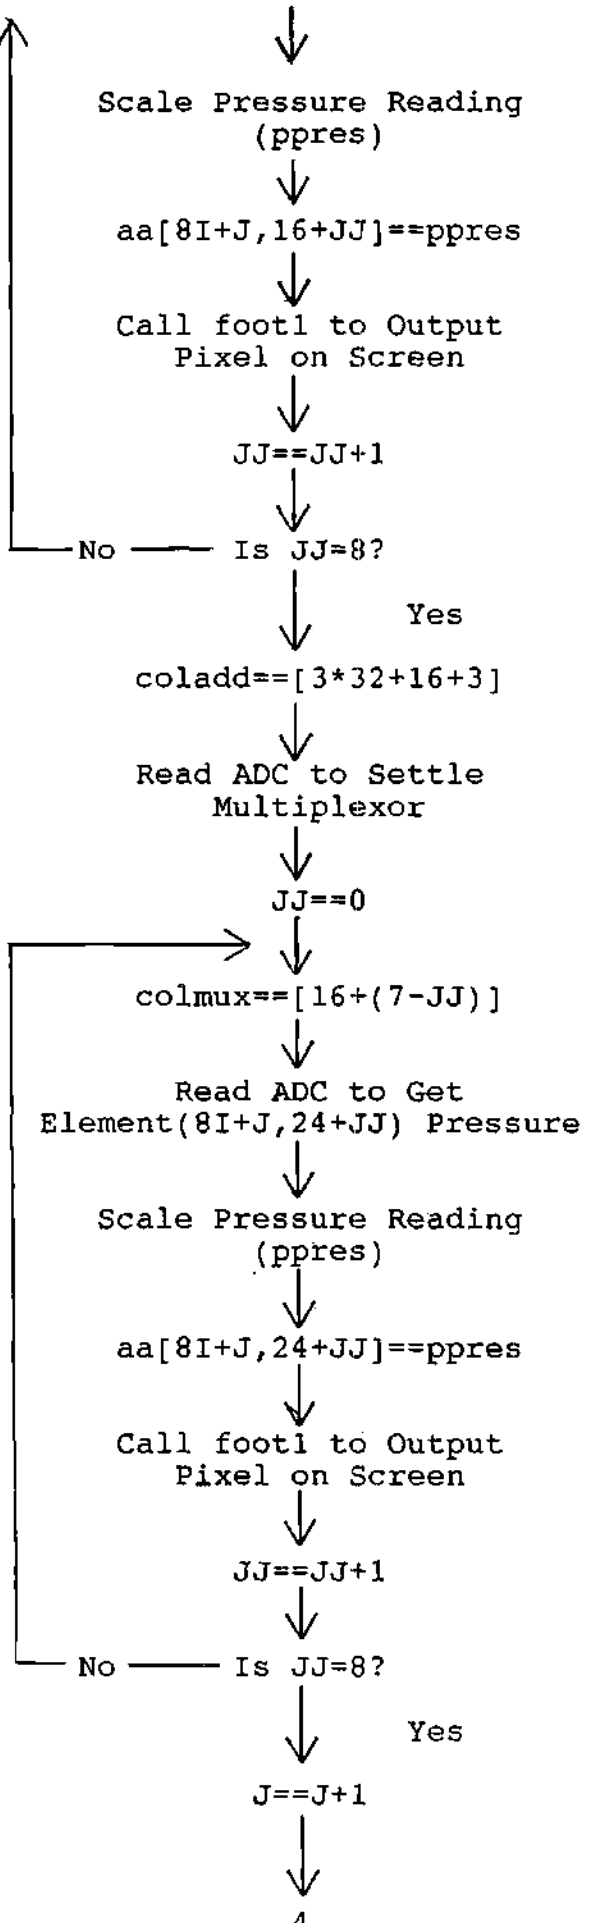 Scale Pressure Reading
(ppres)
aa[8I+J,16+JJ]==ppres
Call foot1 to Output
Pixel on Screen
JJ==JJ+1
No Is JJ=8?
Yes
coladd==[3*32+16+3]
Read ADC to Settle
Multiplexor
JJ==0
colmux==[16+(7-JJ)]
Read ADC to Get
Element(8I+J,24+JJ) Pressure
Scale Pressure Reading
(ppres)
aa[8I+J,24+JJ]==ppres
Call foot1 to Output
Pixel on Screen
JJ==JJ+1
No Is JJ=8?
Yes
J==J+1